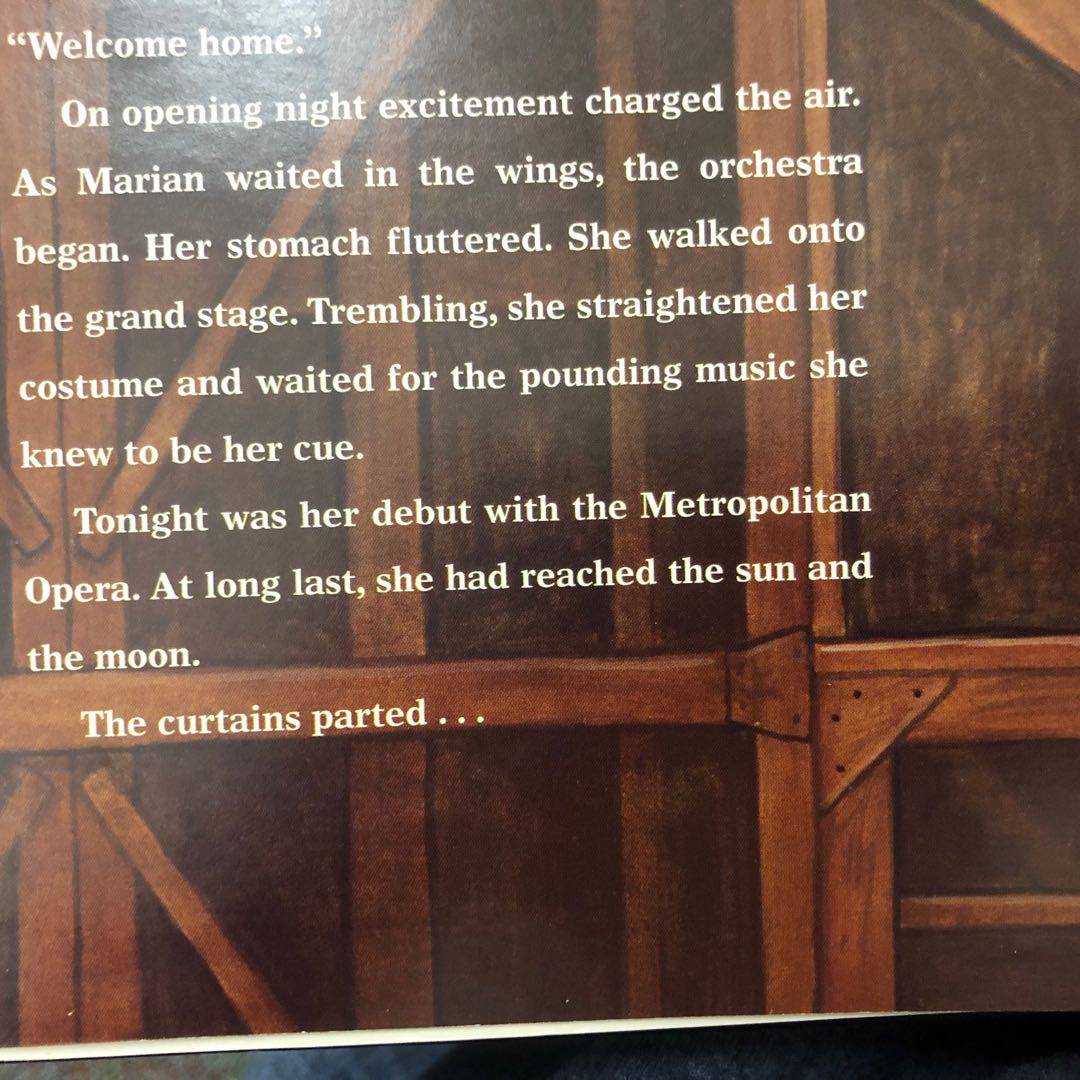 “Welcome home.”
On opening night excitement charged the air.
As Marian waited in the wings, the orchestra
began. Her stomach fluttered. She walked onto
the grand stage. Trembling, she straightened her
costume and waited for the pounding music she
knew to be her cue.
Tonight was her debut with the Metropolitan
Opera. At long last, she had reached the sun and
the moon.
The curtains parted . . .